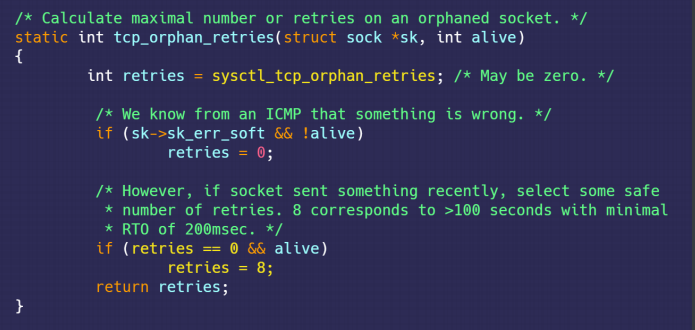 /* Calculate maximal number or retries on an orphaned socket. */
static int tcp_orphan_retries(struct sock *sk, int alive)
{
int retries = sysctl_tcp_orphan_retries; /* May be zero. */
/* We know from an ICMP that something is wrong. */
if (sk->sk_err_soft && !alive)
retries = 0;
/* However, if socket sent something recently, select some safe
* number of retries. 8 corresponds to >100 seconds with minimal
* RTO of 200msec. */
if (retries == 0 && alive)
retries = 8;
return retries;
}